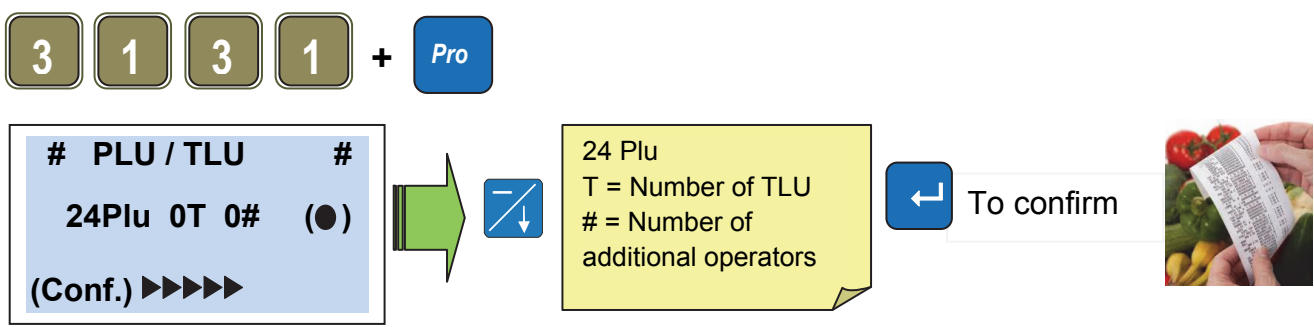 3 1 3 1 + Pro
# PLU / TLU #
24Plu 0T 0# (●)
(Conf.) ▶▶▶▶▶
24 Plu
T = Number of TLU
# = Number of
additional operators
To confirm